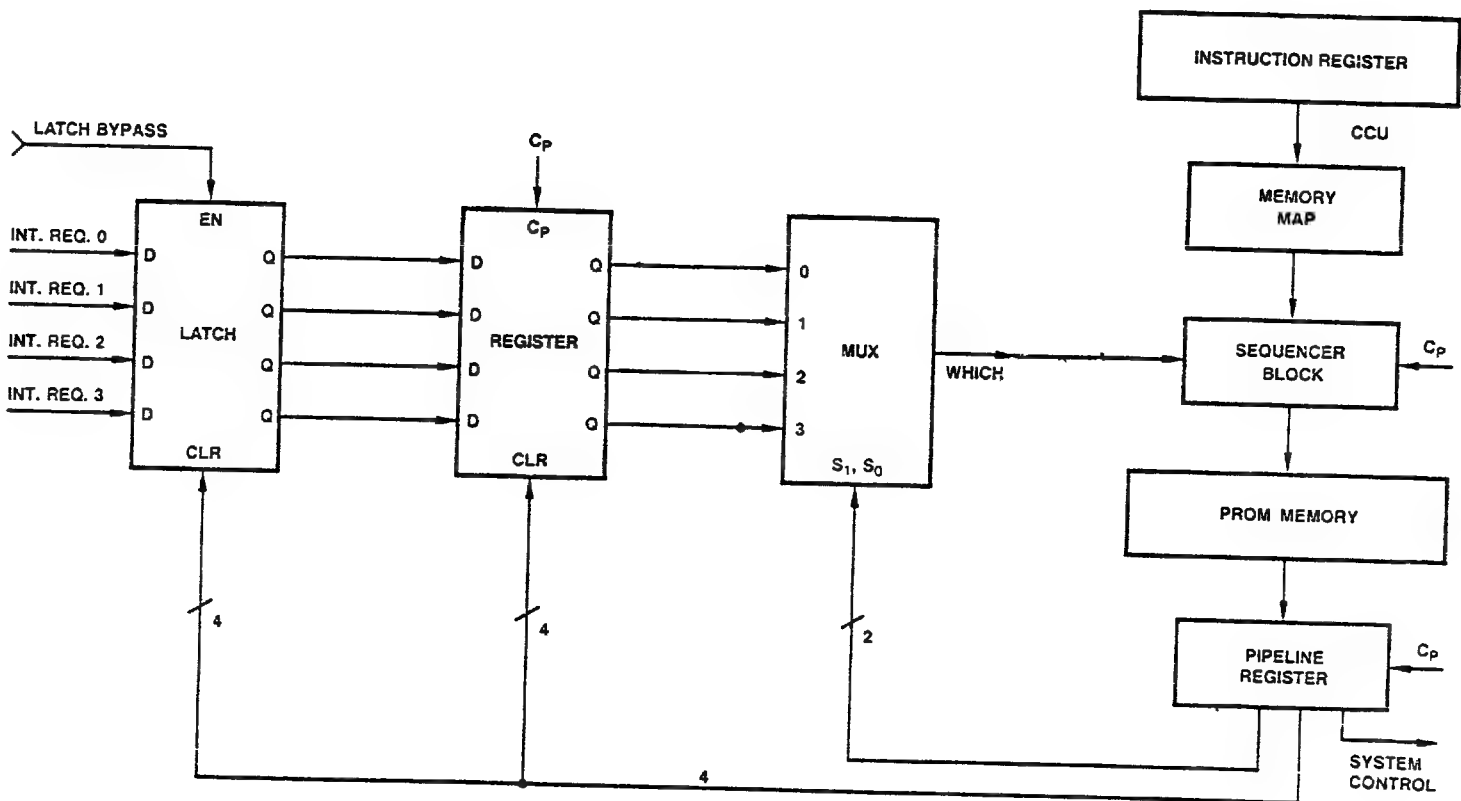 INSTRUCTION REGISTER
CCU
MEMORY
MAP
LATCH BYPASS
CP
EN
CP
INT. REQ. 0
D
Q
D
Q
0
INT. REQ. 1
D
Q
D
Q
1
LATCH
REGISTER
MUX
SEQUENCER
BLOCK
CP
INT. REQ. 2
D
Q
D
Q
2
WHICH
INT. REQ. 3
D
Q
D
Q
3
CLR
CLR
S1, S0
PROM MEMORY
4
4
2
PIPELINE
REGISTER
CP
4
SYSTEM
CONTROL